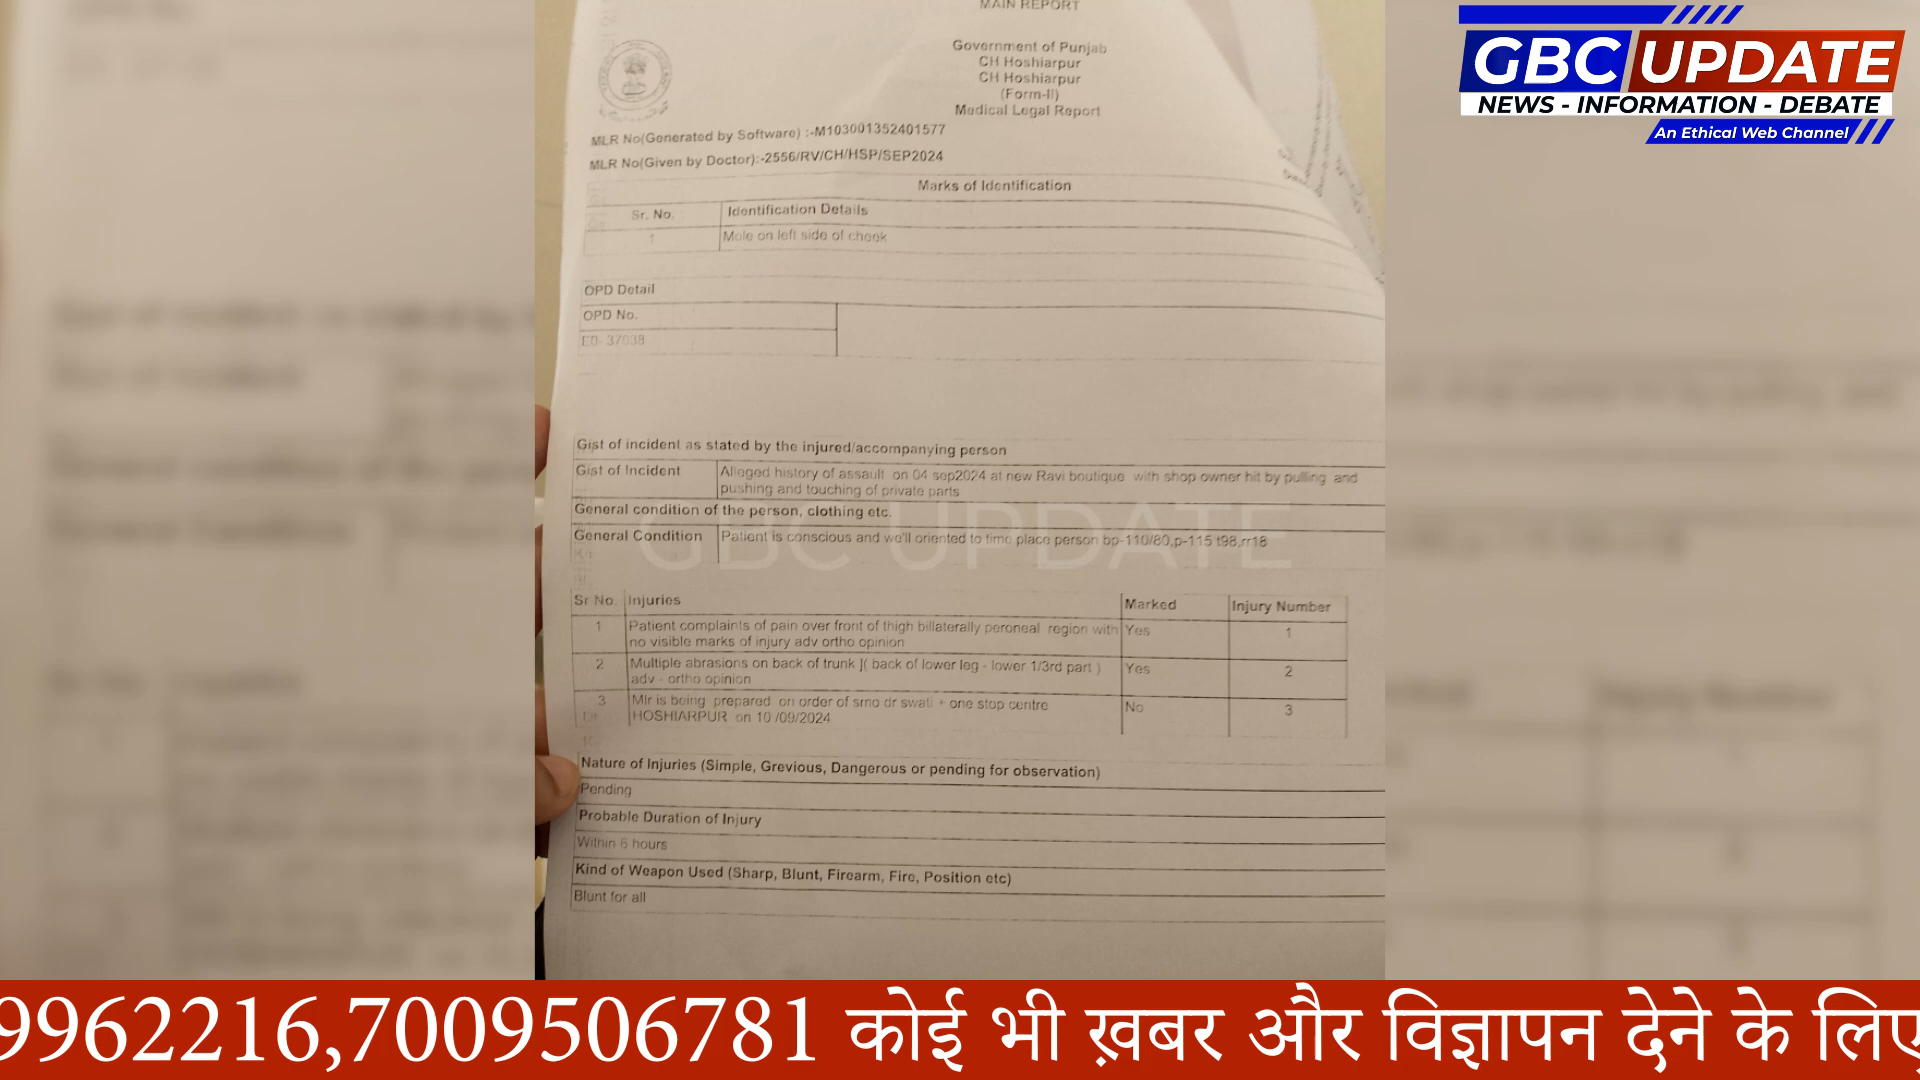 MAIN REPORT
Government of Punjab
CH Hoshiarpur
CH Hoshiarpur
(Form-II)
Medical Legal Report
MLR No(Generated by Software) :-M103001352401577
MLR No(Given by Doctor):-2556/RV/CH/HSP/SEP2024
Marks of Identification
Sr. No. Identification Details
1 Mole on left side of cheek
OPD Detail
OPD No.
E0- 37038
Gist of incident as stated by the injured/accompanying person
Gist of Incident Alleged history of assault on 04 sep2024 at new Ravi boutique with shop owner hit by pulling and
pushing and touching of private parts
General condition of the person, clothing etc.
General Condition Patient is conscious and we'll oriented to time place person bp-110/80,p-115 t98,rr18
Sr No. Injuries Marked Injury Number
1 Patient complaints of pain over front of thigh billaterally peroneal region with Yes 1
no visible marks of injury adv ortho opinion
2 Multiple abrasions on back of trunk ]( back of lower leg - lower 1/3rd part ) Yes 2
adv - ortho opinion
3 Mlr is being prepared on order of smo dr swati + one stop centre No 3
HOSHIARPUR on 10 /09/2024
Nature of Injuries (Simple, Grevious, Dangerous or pending for observation)
Pending
Probable Duration of Injury
Within 6 hours
Kind of Weapon Used (Sharp, Blunt, Firearm, Fire, Position etc)
Blunt for all
GBC UPDATE
GBC UPDATE
NEWS - INFORMATION - DEBATE
An Ethical Web Channel
9962216,7009506781 कोई भी ख़बर और विज्ञापन देने के लिए